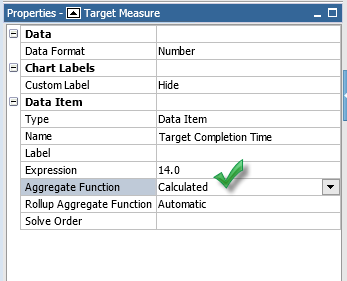 Properties - Target Measure
Data
Data Format Number
Chart Labels
Custom Label Hide
Data Item
Type Data Item
Name Target Completion Time
Label
Expression 14.0
Aggregate Function Calculated
Rollup Aggregate Function Automatic
Solve Order